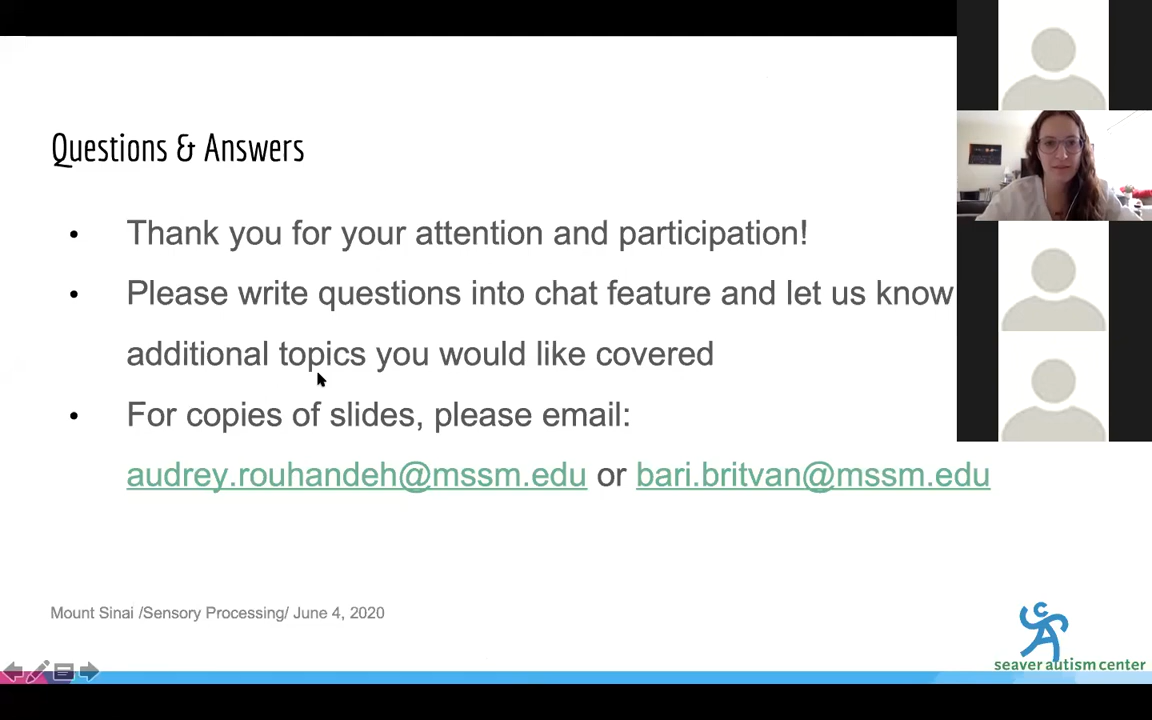 Questions & Answers
• Thank you for your attention and participation!
• Please write questions into chat feature and let us know
additional topics you would like covered
• For copies of slides, please email:
audrey.rouhandeh@mssm.edu or bari.britvan@mssm.edu
Mount Sinai /Sensory Processing/ June 4, 2020
seaver autism center